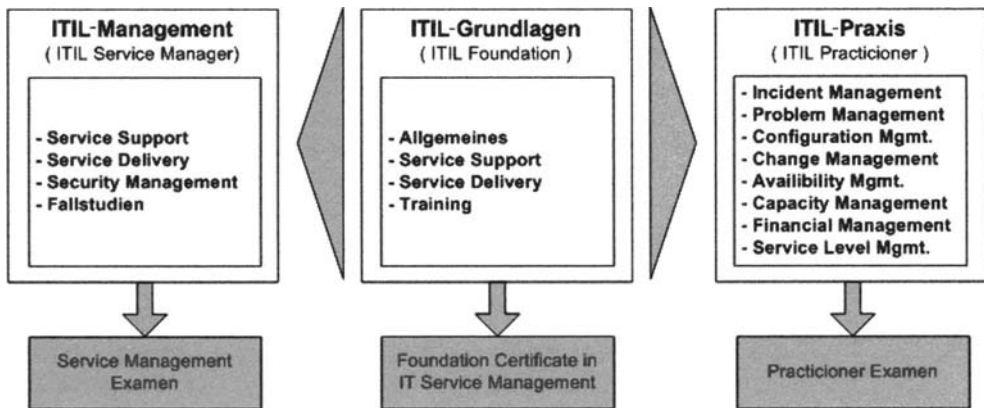 ITIL-Management
( ITIL Service Manager)
- Service Support
- Service Delivery
- Security Management
- Fallstudien
Service Management
Examen
ITIL-Grundlagen
( ITIL Foundation )
- Allgemeines
- Service Support
- Service Delivery
- Training
Foundation Certificate in
IT Service Management
ITIL-Praxis
( ITIL Practicioner )
- Incident Management
- Problem Management
- Configuration Mgmt.
- Change Management
- Availibility Mgmt.
- Capacity Management
- Financial Management
- Service Level Mgmt.
Practicioner Examen